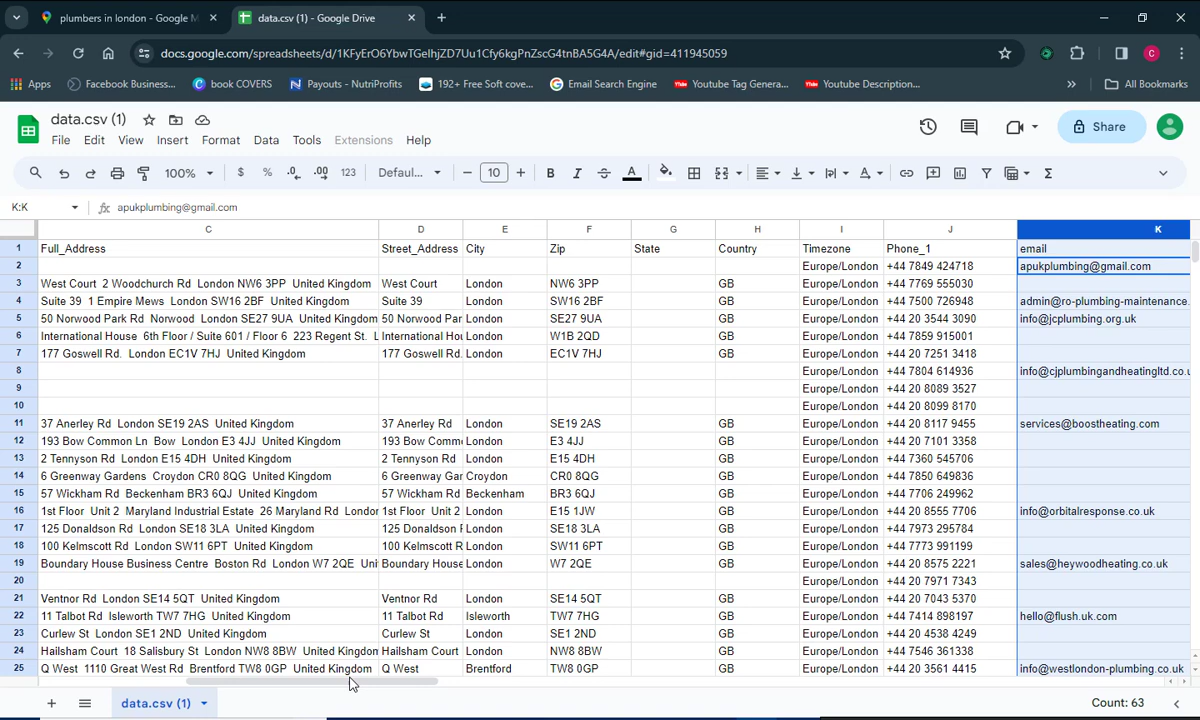 plumbers in london - Google M
data.csv (1) - Google Drive
docs.google.com/spreadsheets/d/1KFyErO6YbwTGeIhjZD7Uu1Cfy6kgPnZscG4tnBA5G4A/edit#gid=411945059
C
Apps Facebook Business... book COVERS Payouts - NutriProfits 192+ Free Soft cove... Email Search Engine Youtube Tag Genera... Youtube Description... » All Bookmarks
data.csv (1)
File Edit View Insert Format Data Tools Extensions Help
Share
100% $ % .0 .00 123 Defaul... − 10 + B I A Σ
K:K fx apukplumbing@gmail.com
C D E F G H I J K
1 Full_Address Street_Address City Zip State Country Timezone Phone_1 email
2 Europe/London +44 7849 424718 apukplumbing@gmail.com
3 West Court 2 Woodchurch Rd London NW6 3PP United Kingdom West Court London NW6 3PP GB Europe/London +44 7769 555030
4 Suite 39 1 Empire Mews London SW16 2BF United Kingdom Suite 39 London SW16 2BF GB Europe/London +44 7500 726948 admin@ro-plumbing-maintenance.
5 50 Norwood Park Rd Norwood London SE27 9UA United Kingdom 50 Norwood Par London SE27 9UA GB Europe/London +44 20 3544 3090 info@jcplumbing.org.uk
6 International House 6th Floor / Suite 601 / Floor 6 223 Regent St. L International Hou London W1B 2QD GB Europe/London +44 7859 915001
7 177 Goswell Rd. London EC1V 7HJ United Kingdom 177 Goswell Rd. London EC1V 7HJ GB Europe/London +44 20 7251 3418
8 Europe/London +44 7804 614936 info@cjplumbingandheatingltd.co.u
9 Europe/London +44 20 8089 3527
10 Europe/London +44 20 8099 8170
11 37 Anerley Rd London SE19 2AS United Kingdom 37 Anerley Rd London SE19 2AS GB Europe/London +44 20 8117 9455 services@boostheating.com
12 193 Bow Common Ln Bow London E3 4JJ United Kingdom 193 Bow Comm London E3 4JJ GB Europe/London +44 20 7101 3358
13 2 Tennyson Rd London E15 4DH United Kingdom 2 Tennyson Rd London E15 4DH GB Europe/London +44 7360 545706
14 6 Greenway Gardens Croydon CR0 8QG United Kingdom 6 Greenway Gar Croydon CR0 8QG GB Europe/London +44 7850 649836
15 57 Wickham Rd Beckenham BR3 6QJ United Kingdom 57 Wickham Rd Beckenham BR3 6QJ GB Europe/London +44 7706 249962
16 1st Floor Unit 2 Maryland Industrial Estate 26 Maryland Rd London 1st Floor Unit 2 London E15 1JW GB Europe/London +44 20 8555 7706 info@orbitalresponse.co.uk
17 125 Donaldson Rd London SE18 3LA United Kingdom 125 Donaldson F London SE18 3LA GB Europe/London +44 7973 295784
18 100 Kelmscott Rd London SW11 6PT United Kingdom 100 Kelmscott R London SW11 6PT GB Europe/London +44 7773 991199
19 Boundary House Business Centre Boston Rd London W7 2QE Uni Boundary House London W7 2QE GB Europe/London +44 20 8575 2221 sales@heywoodheating.co.uk
20 Europe/London +44 20 7971 7343
21 Ventnor Rd London SE14 5QT United Kingdom Ventnor Rd London SE14 5QT GB Europe/London +44 20 7043 5370
22 11 Talbot Rd Isleworth TW7 7HG United Kingdom 11 Talbot Rd Isleworth TW7 7HG GB Europe/London +44 7414 898197 hello@flush.uk.com
23 Curlew St London SE1 2ND United Kingdom Curlew St London SE1 2ND GB Europe/London +44 20 4538 4249
24 Hailsham Court 18 Salisbury St London NW8 8BW United Kingdom Hailsham Court London NW8 8BW GB Europe/London +44 7546 361338
25 Q West 1110 Great West Rd Brentford TW8 0GP United Kingdom Q West Brentford TW8 0GP GB Europe/London +44 20 3561 4415 info@westlondon-plumbing.co.uk
data.csv (1) Count: 63